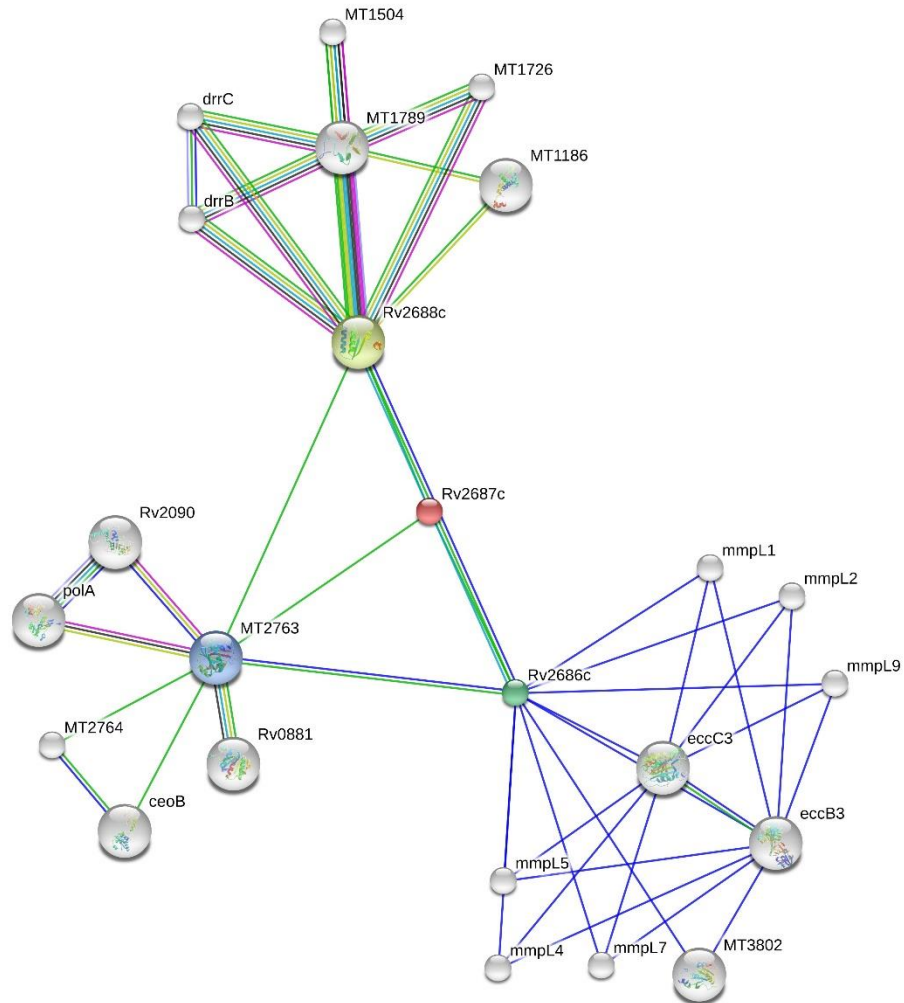 MT1504
MT1726
drrC
MT1789
MT1186
drrB
Rv2688c
Rv2687c
Rv2090
mmpL1
mmpL2
polA
MT2763
mmpL9
Rv2686c
MT2764
Rv0881
eccC3
ceoB
eccB3
mmpL5
mmpL4
mmpL7
MT3802